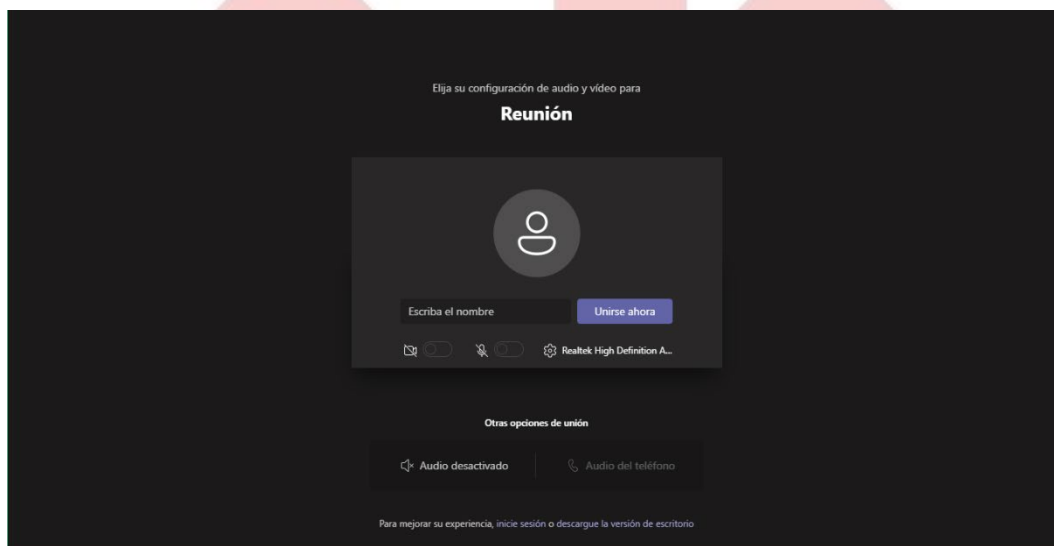 Elija su configuración de audio y vídeo para
Reunión
Escriba el nombre
Unirse ahora
Realtek High Definition A...
Otras opciones de unión
Audio desactivado
Audio del teléfono
Para mejorar su experiencia, inicie sesión o descargue la versión de escritorio